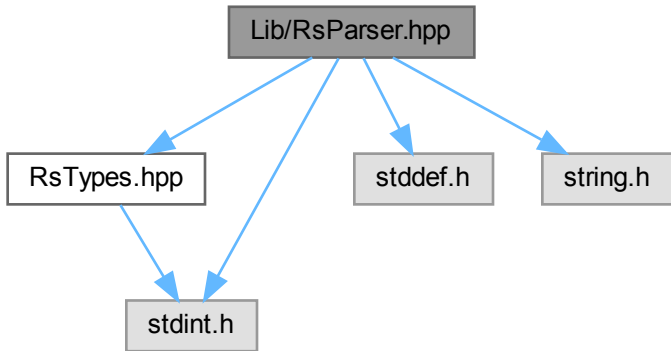 Lib/RsParser.hpp
RsTypes.hpp
stddef.h
string.h
stdint.h